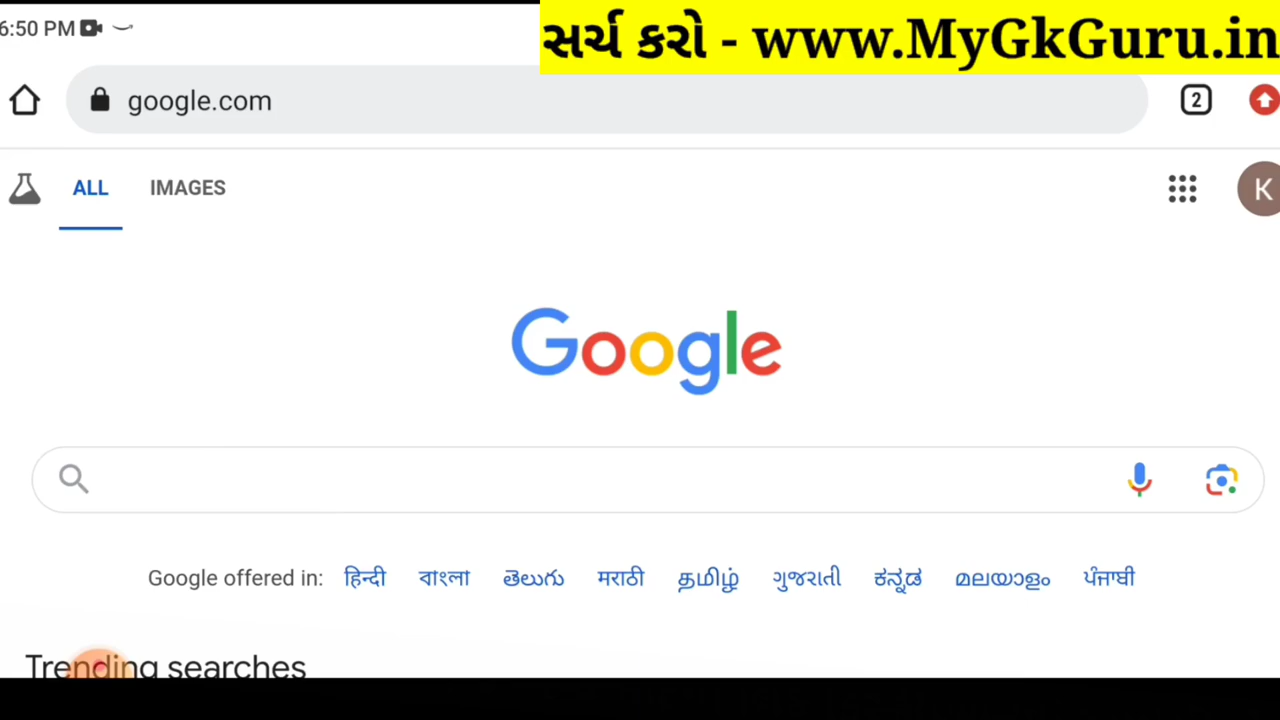 6:50 PM
સર્ચ કરો - www.MyGkGuru.in
google.com
2
ALL IMAGES
K
Google
Google offered in: हिन्दी বাংলা తెలుగు मराठी தமிழ் ગુજરાતી ಕನ್ನಡ മലയാളം ਪੰਜਾਬੀ
Trending searches